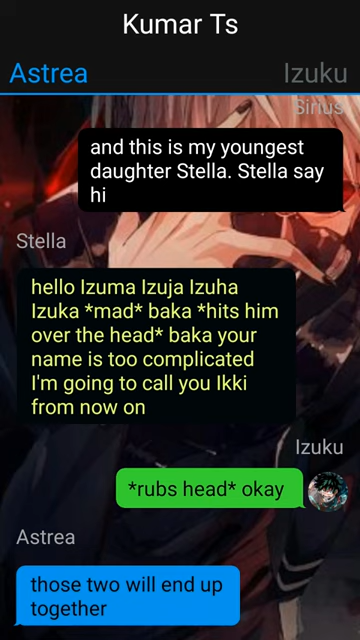 Kumar Ts
Astrea
Izuku
Sirius
and this is my youngest
daughter Stella. Stella say
hi
Stella
hello Izuma Izuja Izuha
Izuka *mad* baka *hits him
over the head* baka your
name is too complicated
I'm going to call you Ikki
from now on
Izuku
*rubs head* okay
Astrea
those two will end up
together